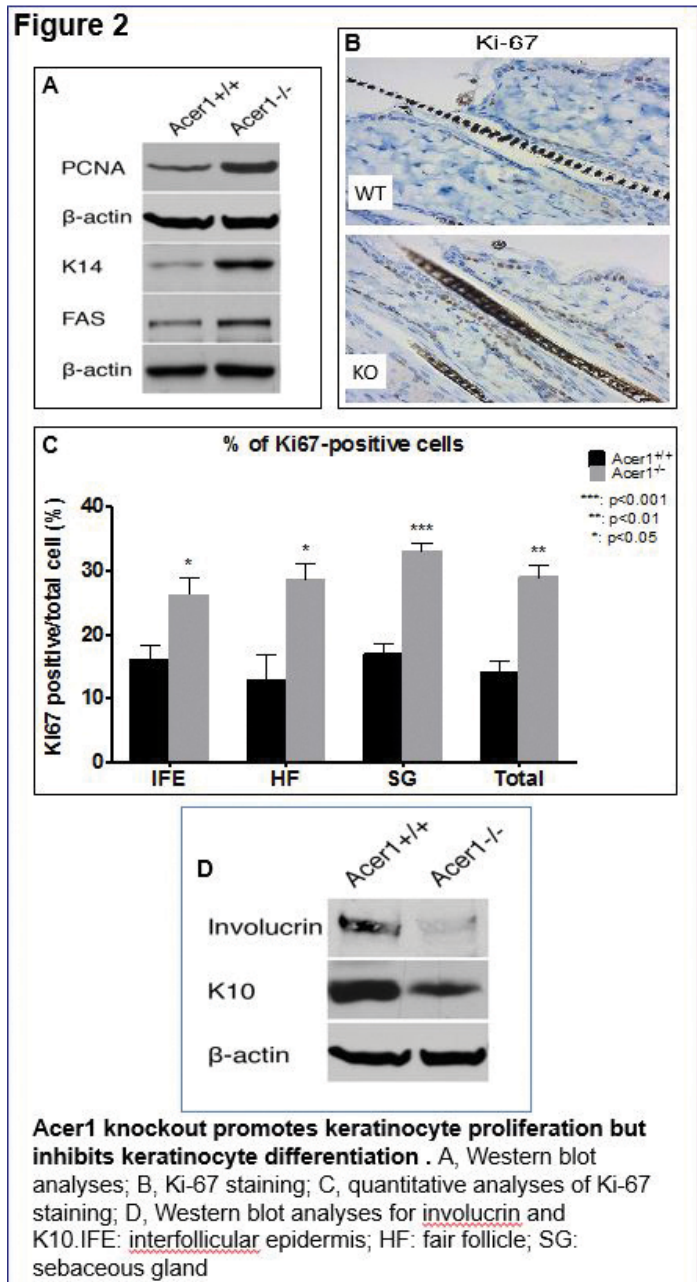 Figure 2
A
Acer1+/+ Acer1-/-
PCNA
β-actin
K14
FAS
β-actin
B
Ki-67
WT
KO
C
% of Ki67-positive cells
Acer1+/+
Acer1-/-
***: p<0.001
**: p<0.01
*: p<0.05
Ki67 positive/total cell (%)
40
30
20
10
0
* * *** **
IFE HF SG Total
D
Acer1+/+ Acer1-/-
Involucrin
K10
β-actin
Acer1 knockout promotes keratinocyte proliferation but
inhibits keratinocyte differentiation . A, Western blot
analyses; B, Ki-67 staining; C, quantitative analyses of Ki-67
staining; D, Western blot analyses for involucrin and
K10.IFE: interfollicular epidermis; HF: fair follicle; SG:
sebaceous gland